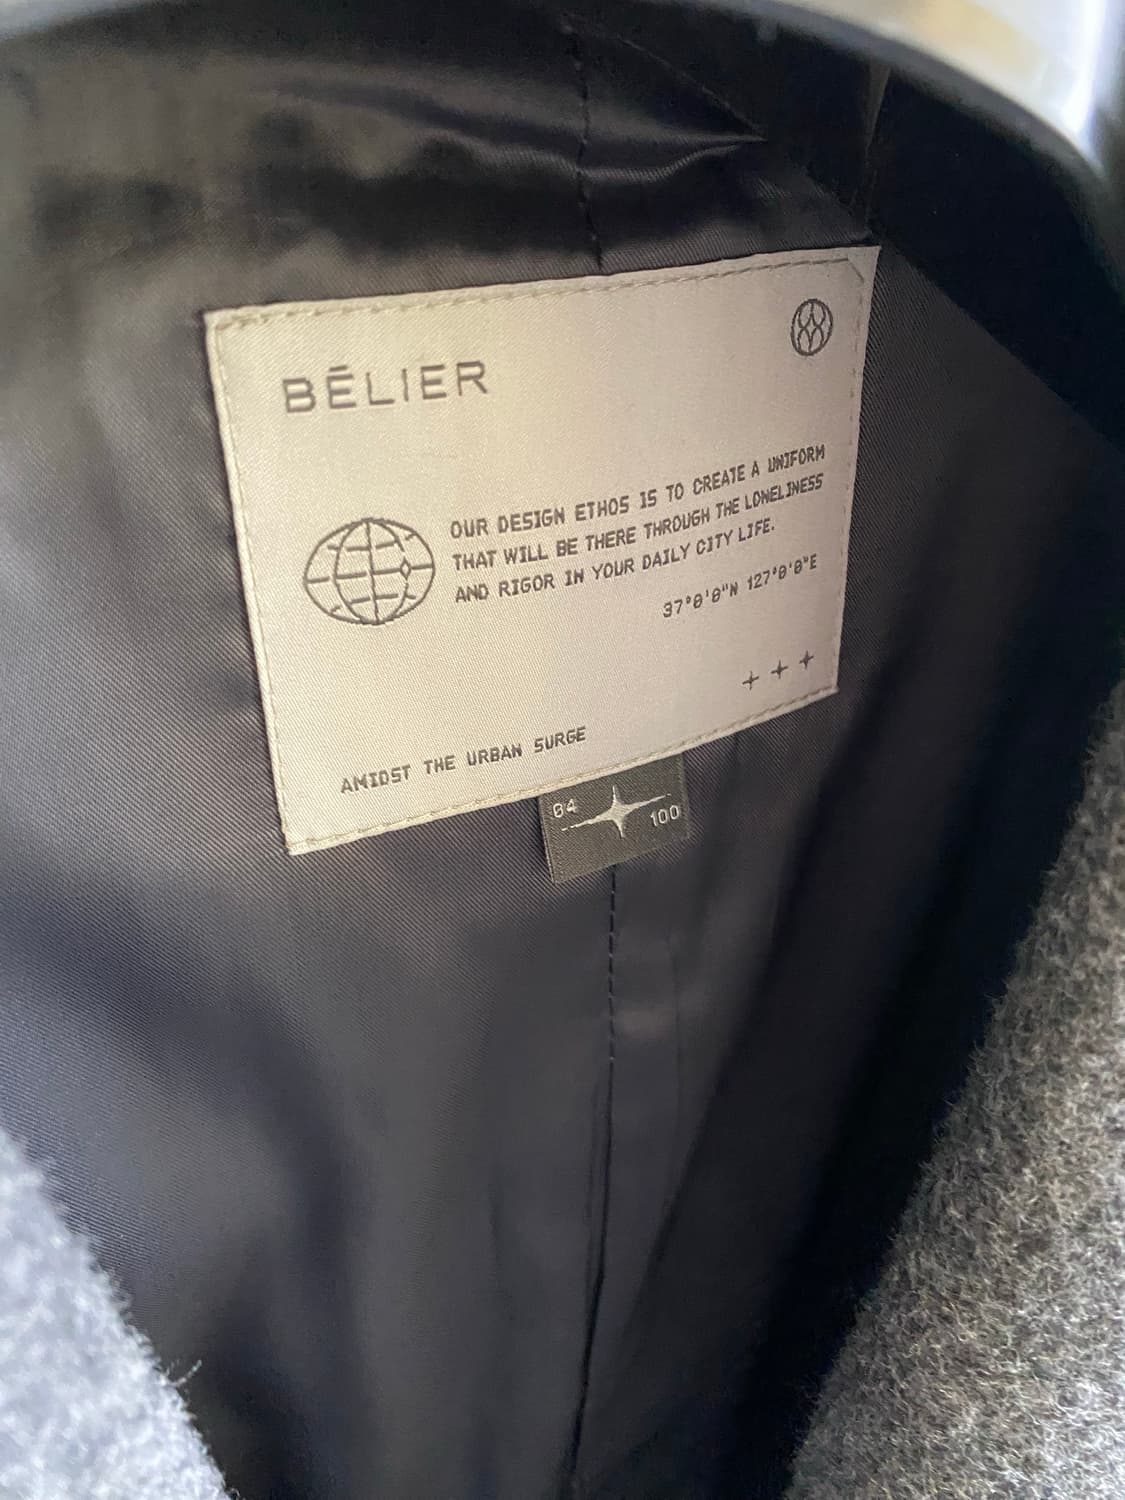 BĒLIER
OUR DESIGN ETHOS IS TO CREATE A UNIFORM
THAT WILL BE THERE THROUGH THE LONELINESS
AND RIGOR IN YOUR DAILY CITY LIFE.
37°0'0"N 127°0'0"E
AMIDST THE URBAN SURGE
04
100